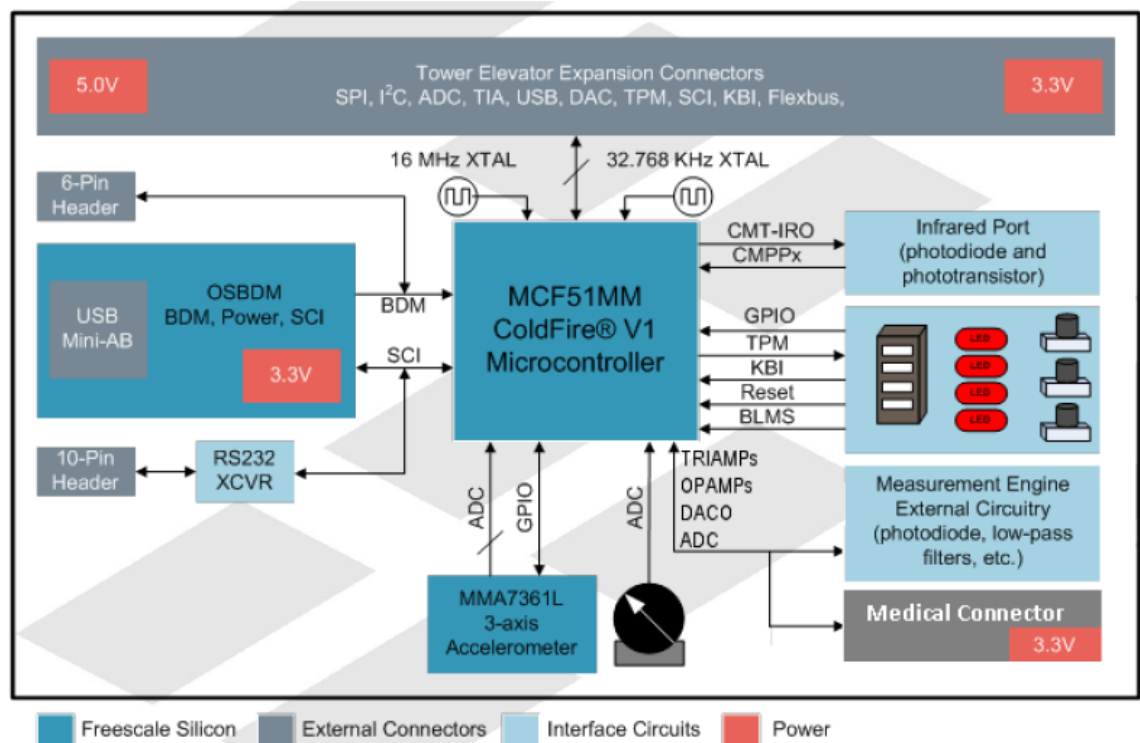 5.0V
Tower Elevator Expansion Connectors
SPI, I²C, ADC, TIA, USB, DAC, TPM, SCI, KBI, Flexbus,
3.3V
16 MHz XTAL
32.768 KHz XTAL
6-Pin
Header
OSBDM
BDM, Power, SCI
USB
Mini-AB
3.3V
BDM
SCI
10-Pin
Header
RS232
XCVR
MCF51MM
ColdFire® V1
Microcontroller
CMT-IRO
CMPPx
Infrared Port
(photodiode and
phototransistor)
GPIO
TPM
KBI
Reset
BLMS
LED
LED
LED
LED
ADC
GPIO
ADC
TRIAMPs
OPAMPs
DACO
ADC
Measurement Engine
External Circuitry
(photodiode, low-pass
filters, etc.)
MMA7361L
3-axis
Accelerometer
Medical Connector
3.3V
Freescale Silicon
External Connectors
Interface Circuits
Power